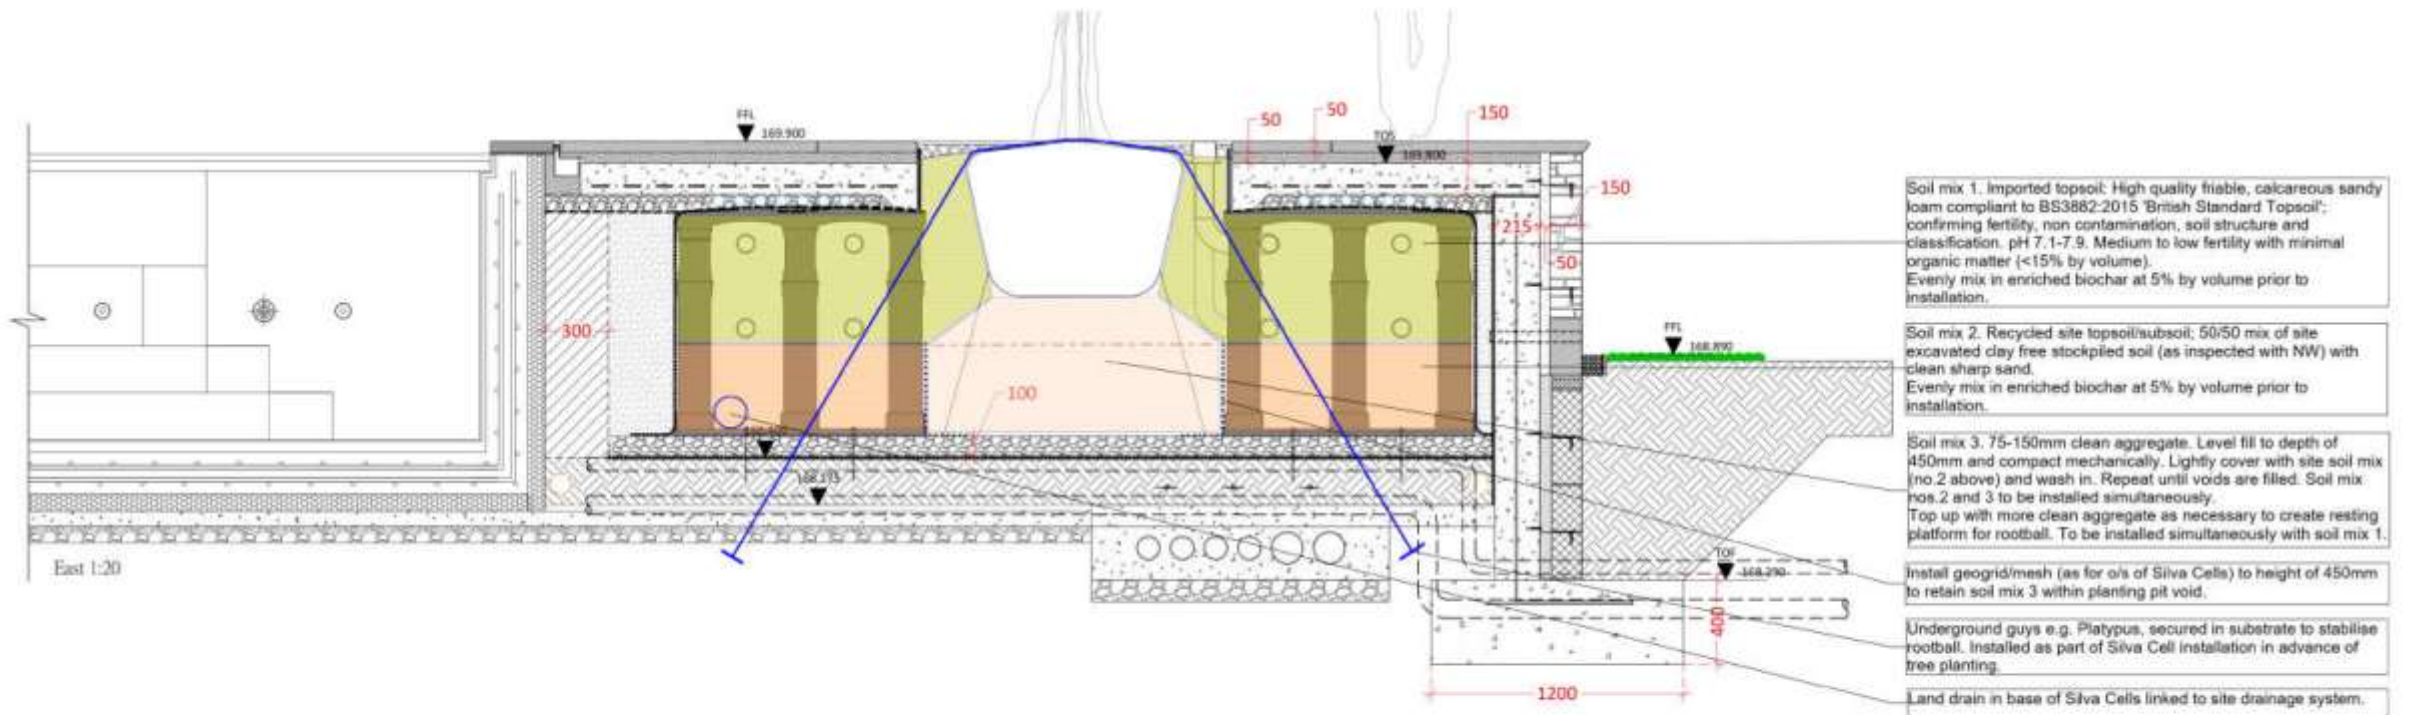 FFL
169.900
50
50
150
TOS
169.800
150
215
50
300
100
FFL
168.890
168.175
TOF
168.290
400
1200
East 1:20
Soil mix 1. Imported topsoil: High quality friable, calcareous sandy
loam compliant to BS3882:2015 'British Standard Topsoil';
confirming fertility, non contamination, soil structure and
classification. pH 7.1-7.9. Medium to low fertility with minimal
organic matter (<15% by volume).
Evenly mix in enriched biochar at 5% by volume prior to
installation.
Soil mix 2. Recycled site topsoil/subsoil; 50/50 mix of site
excavated clay free stockpiled soil (as inspected with NW) with
clean sharp sand.
Evenly mix in enriched biochar at 5% by volume prior to
installation.
Soil mix 3. 75-150mm clean aggregate. Level fill to depth of
450mm and compact mechanically. Lightly cover with site soil mix
(no.2 above) and wash in. Repeat until voids are filled. Soil mix
nos.2 and 3 to be installed simultaneously.
Top up with more clean aggregate as necessary to create resting
platform for rootball. To be installed simultaneously with soil mix 1.
Install geogrid/mesh (as for o/s of Silva Cells) to height of 450mm
to retain soil mix 3 within planting pit void.
Underground guys e.g. Platypus, secured in substrate to stabilise
rootball. Installed as part of Silva Cell installation in advance of
tree planting.
Land drain in base of Silva Cells linked to site drainage system.